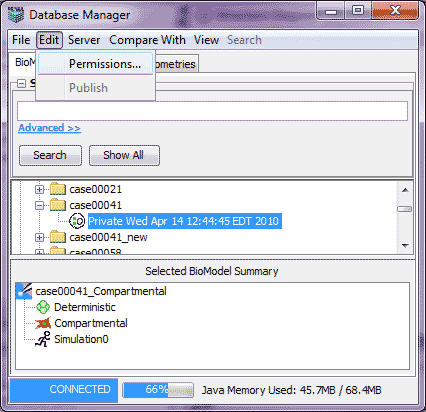 Database Manager
File Edit Server Compare With View Search
BioM
ometries
Permissions...
Publish
S
Advanced >>
Search Show All
case00021
case00041
Private Wed Apr 14 12:44:45 EDT 2010
case00041_new
case00058
Selected BioModel Summary
case00041_Compartmental
Deterministic
Compartmental
Simulation0
CONNECTED 66% Java Memory Used: 45.7MB / 68.4MB